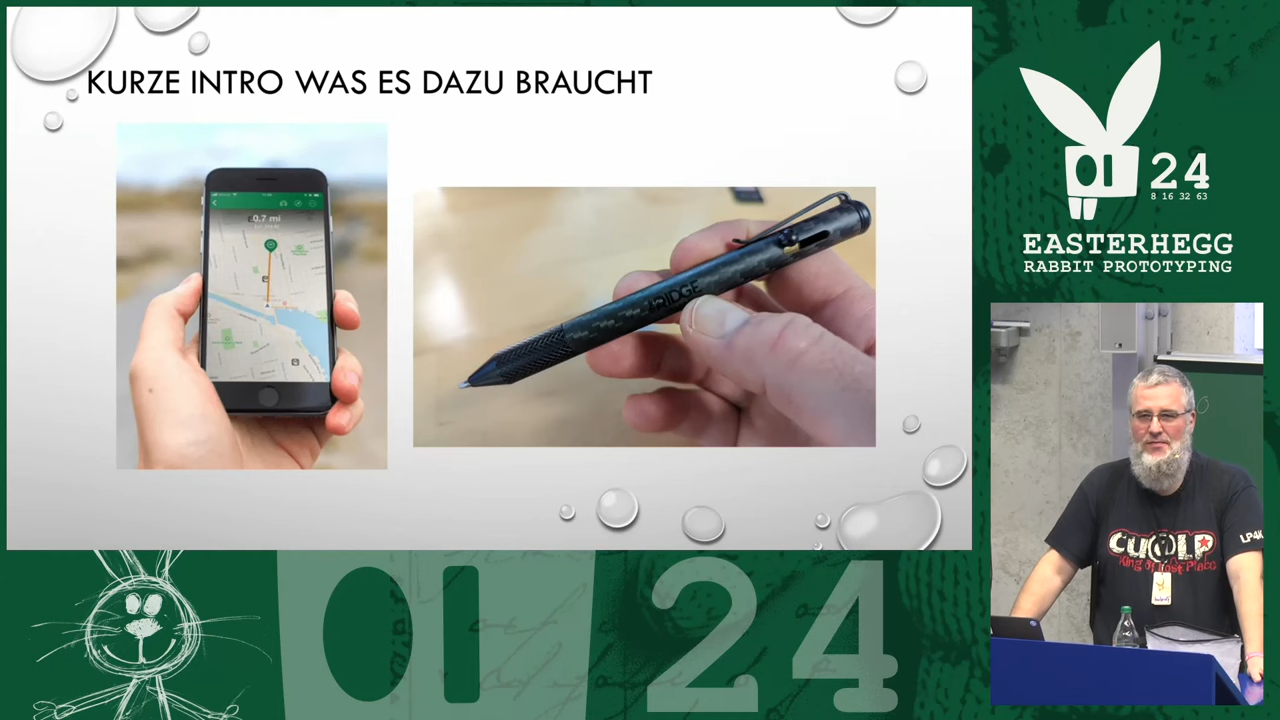 KURZE INTRO WAS ES DAZU BRAUCHT
0,7 mi
RIDGE
24
8 16 32 63
EASTERHEGG
RABBIT PROTOTYPING
King of Lost Place
LP4K
24